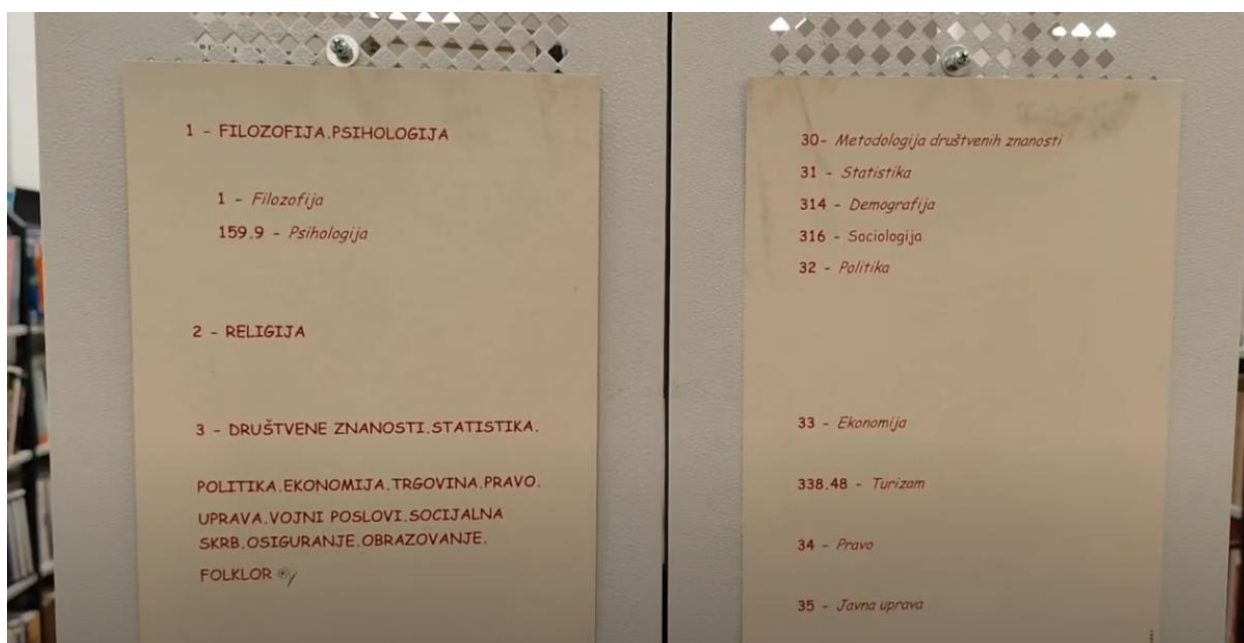 1 - FILOZOFIJA.PSIHOLOGIJA
1 - Filozofija
159.9 - Psihologija
2 - RELIGIJA
3 - DRUŠTVENE ZNANOSTI.STATISTIKA.
POLITIKA.EKONOMIJA.TRGOVINA.PRAVO.
UPRAVA.VOJNI POSLOVI.SOCIJALNA
SKRB.OSIGURANJE.OBRAZOVANJE.
FOLKLOR
30- Metodologija društvenih znanosti
31 - Statistika
314 - Demografija
316 - Sociologija
32 - Politika
33 - Ekonomija
338.48 - Turizam
34 - Pravo
35 - Javna uprava